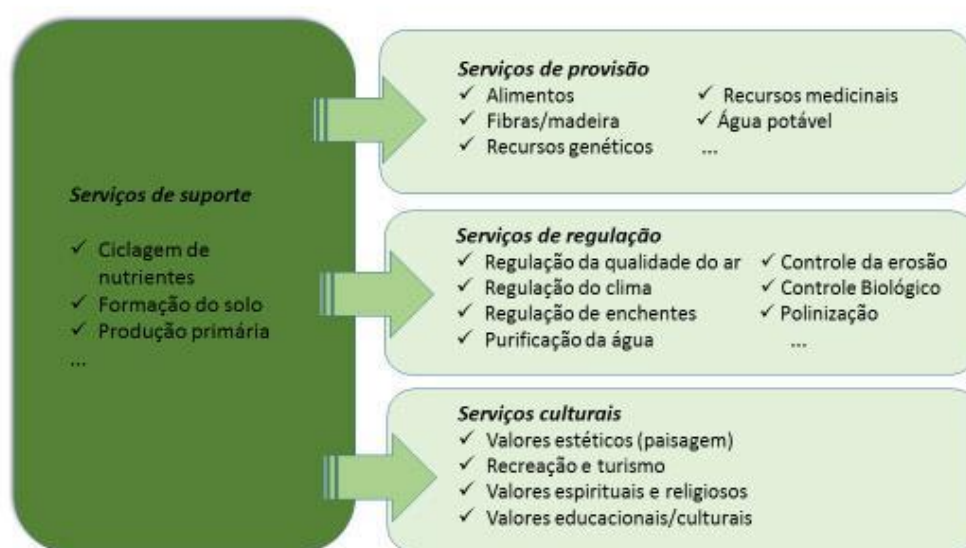 Serviços de suporte
✓ Ciclagem de
nutrientes
✓ Formação do solo
✓ Produção primária
...
Serviços de provisão
✓ Alimentos
✓ Fibras/madeira
✓ Recursos genéticos
✓ Recursos medicinais
✓ Água potável
...
Serviços de regulação
✓ Regulação da qualidade do ar
✓ Regulação do clima
✓ Regulação de enchentes
✓ Purificação da água
✓ Controle da erosão
✓ Controle Biológico
✓ Polinização
...
Serviços culturais
✓ Valores estéticos (paisagem)
✓ Recreação e turismo
✓ Valores espirituais e religiosos
✓ Valores educacionais/culturais